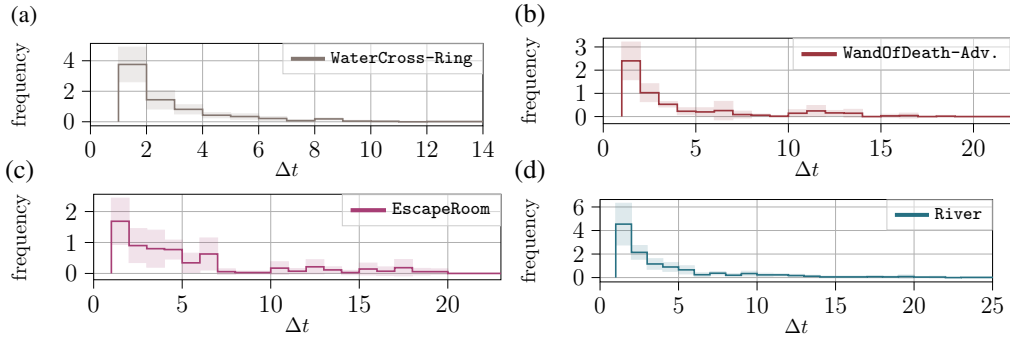 (a)
frequency
4
2
0
WaterCross-Ring
0 2 4 6 8 10 12 14
Δt
(b)
frequency
3
2
1
0
WandOfDeath-Adv.
0 5 10 15 20
Δt
(c)
frequency
2
1
0
EscapeRoom
0 5 10 15 20
Δt
(d)
frequency
6
4
2
0
River
0 5 10 15 20 25
Δt